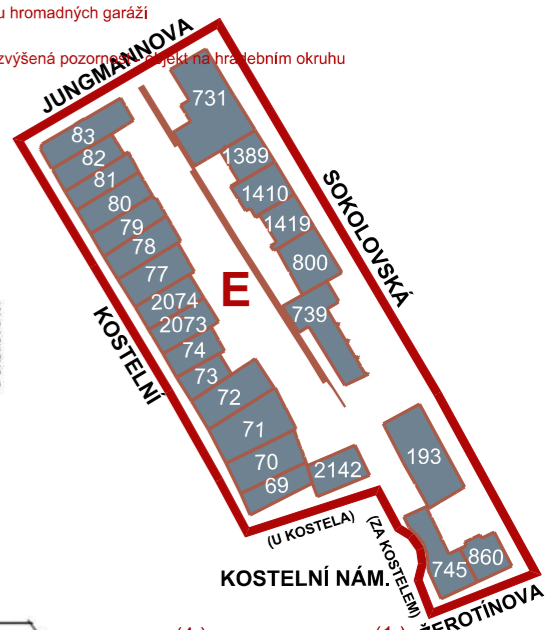 u hromadných garáží
zvýšená pozornost - objekt na hradebním okruhu
JUNGMANNOVA
731
83
82
1389
81
1410
80
1419
79
78
SOKOLOVSKÁ
800
77
E
2074
739
2073
KOSTELNÍ
74
73
72
71
193
70
2142
69
(U KOSTELA)
(ZA KOSTELEM)
860
745
KOSTELNÍ NÁM.
ŽEROTÍNOVA